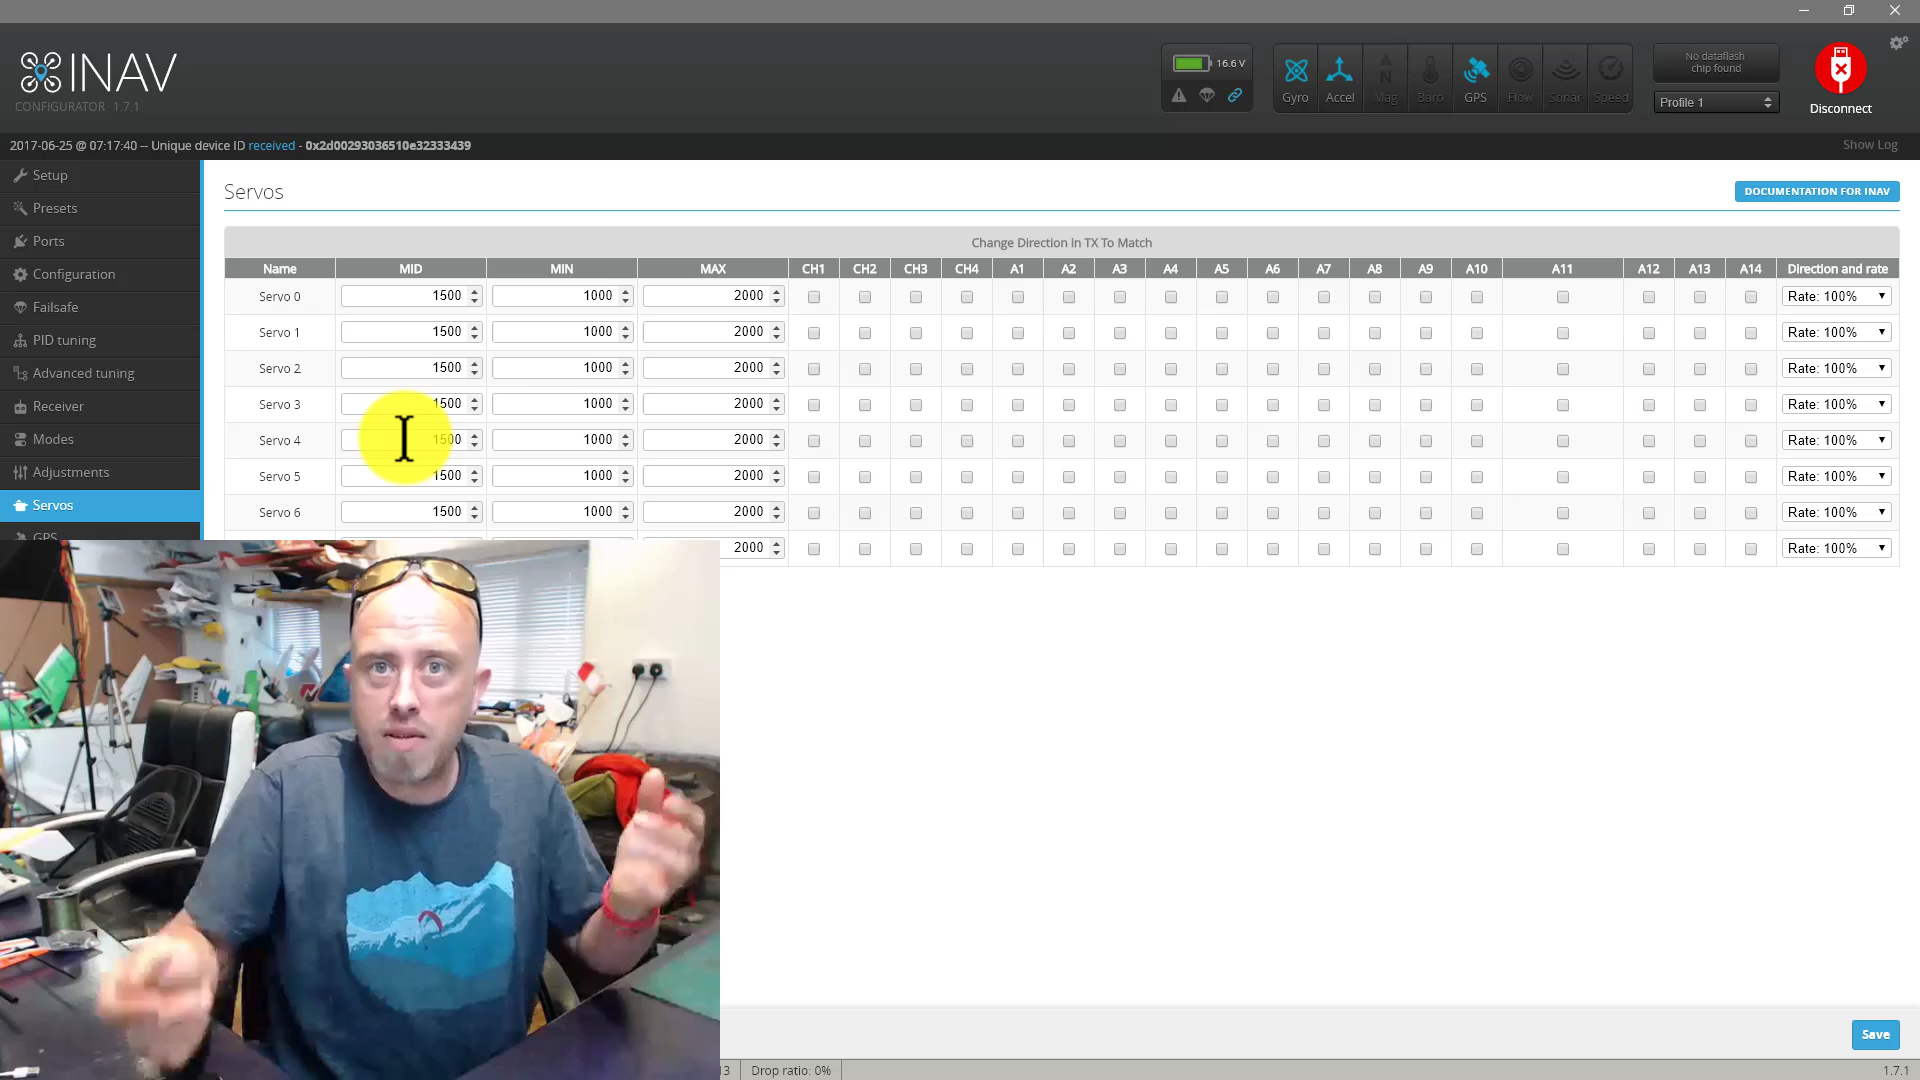 INAV
CONFIGURATOR 1.7.1
16.6 V
Gyro Accel Mag Baro GPS Flow Sonar Speed
No dataflash
chip found
Profile 1
Disconnect
2017-06-25 @ 07:17:40 -- Unique device ID received - 0x2d00293036510e32333439
Show Log
Setup
Presets
Ports
Configuration
Failsafe
PID tuning
Advanced tuning
Receiver
Modes
Adjustments
Servos
GPS
Servos
DOCUMENTATION FOR INAV
Change Direction in TX To Match
Name MID MIN MAX CH1 CH2 CH3 CH4 A1 A2 A3 A4 A5 A6 A7 A8 A9 A10 A11 A12 A13 A14 Direction and rate
Servo 0 1500 1000 2000 Rate: 100%
Servo 1 1500 1000 2000 Rate: 100%
Servo 2 1500 1000 2000 Rate: 100%
Servo 3 1500 1000 2000 Rate: 100%
Servo 4 1500 1000 2000 Rate: 100%
Servo 5 1500 1000 2000 Rate: 100%
Servo 6 1500 1000 2000 Rate: 100%
2000 Rate: 100%
Save
13 Drop ratio: 0% 1.7.1